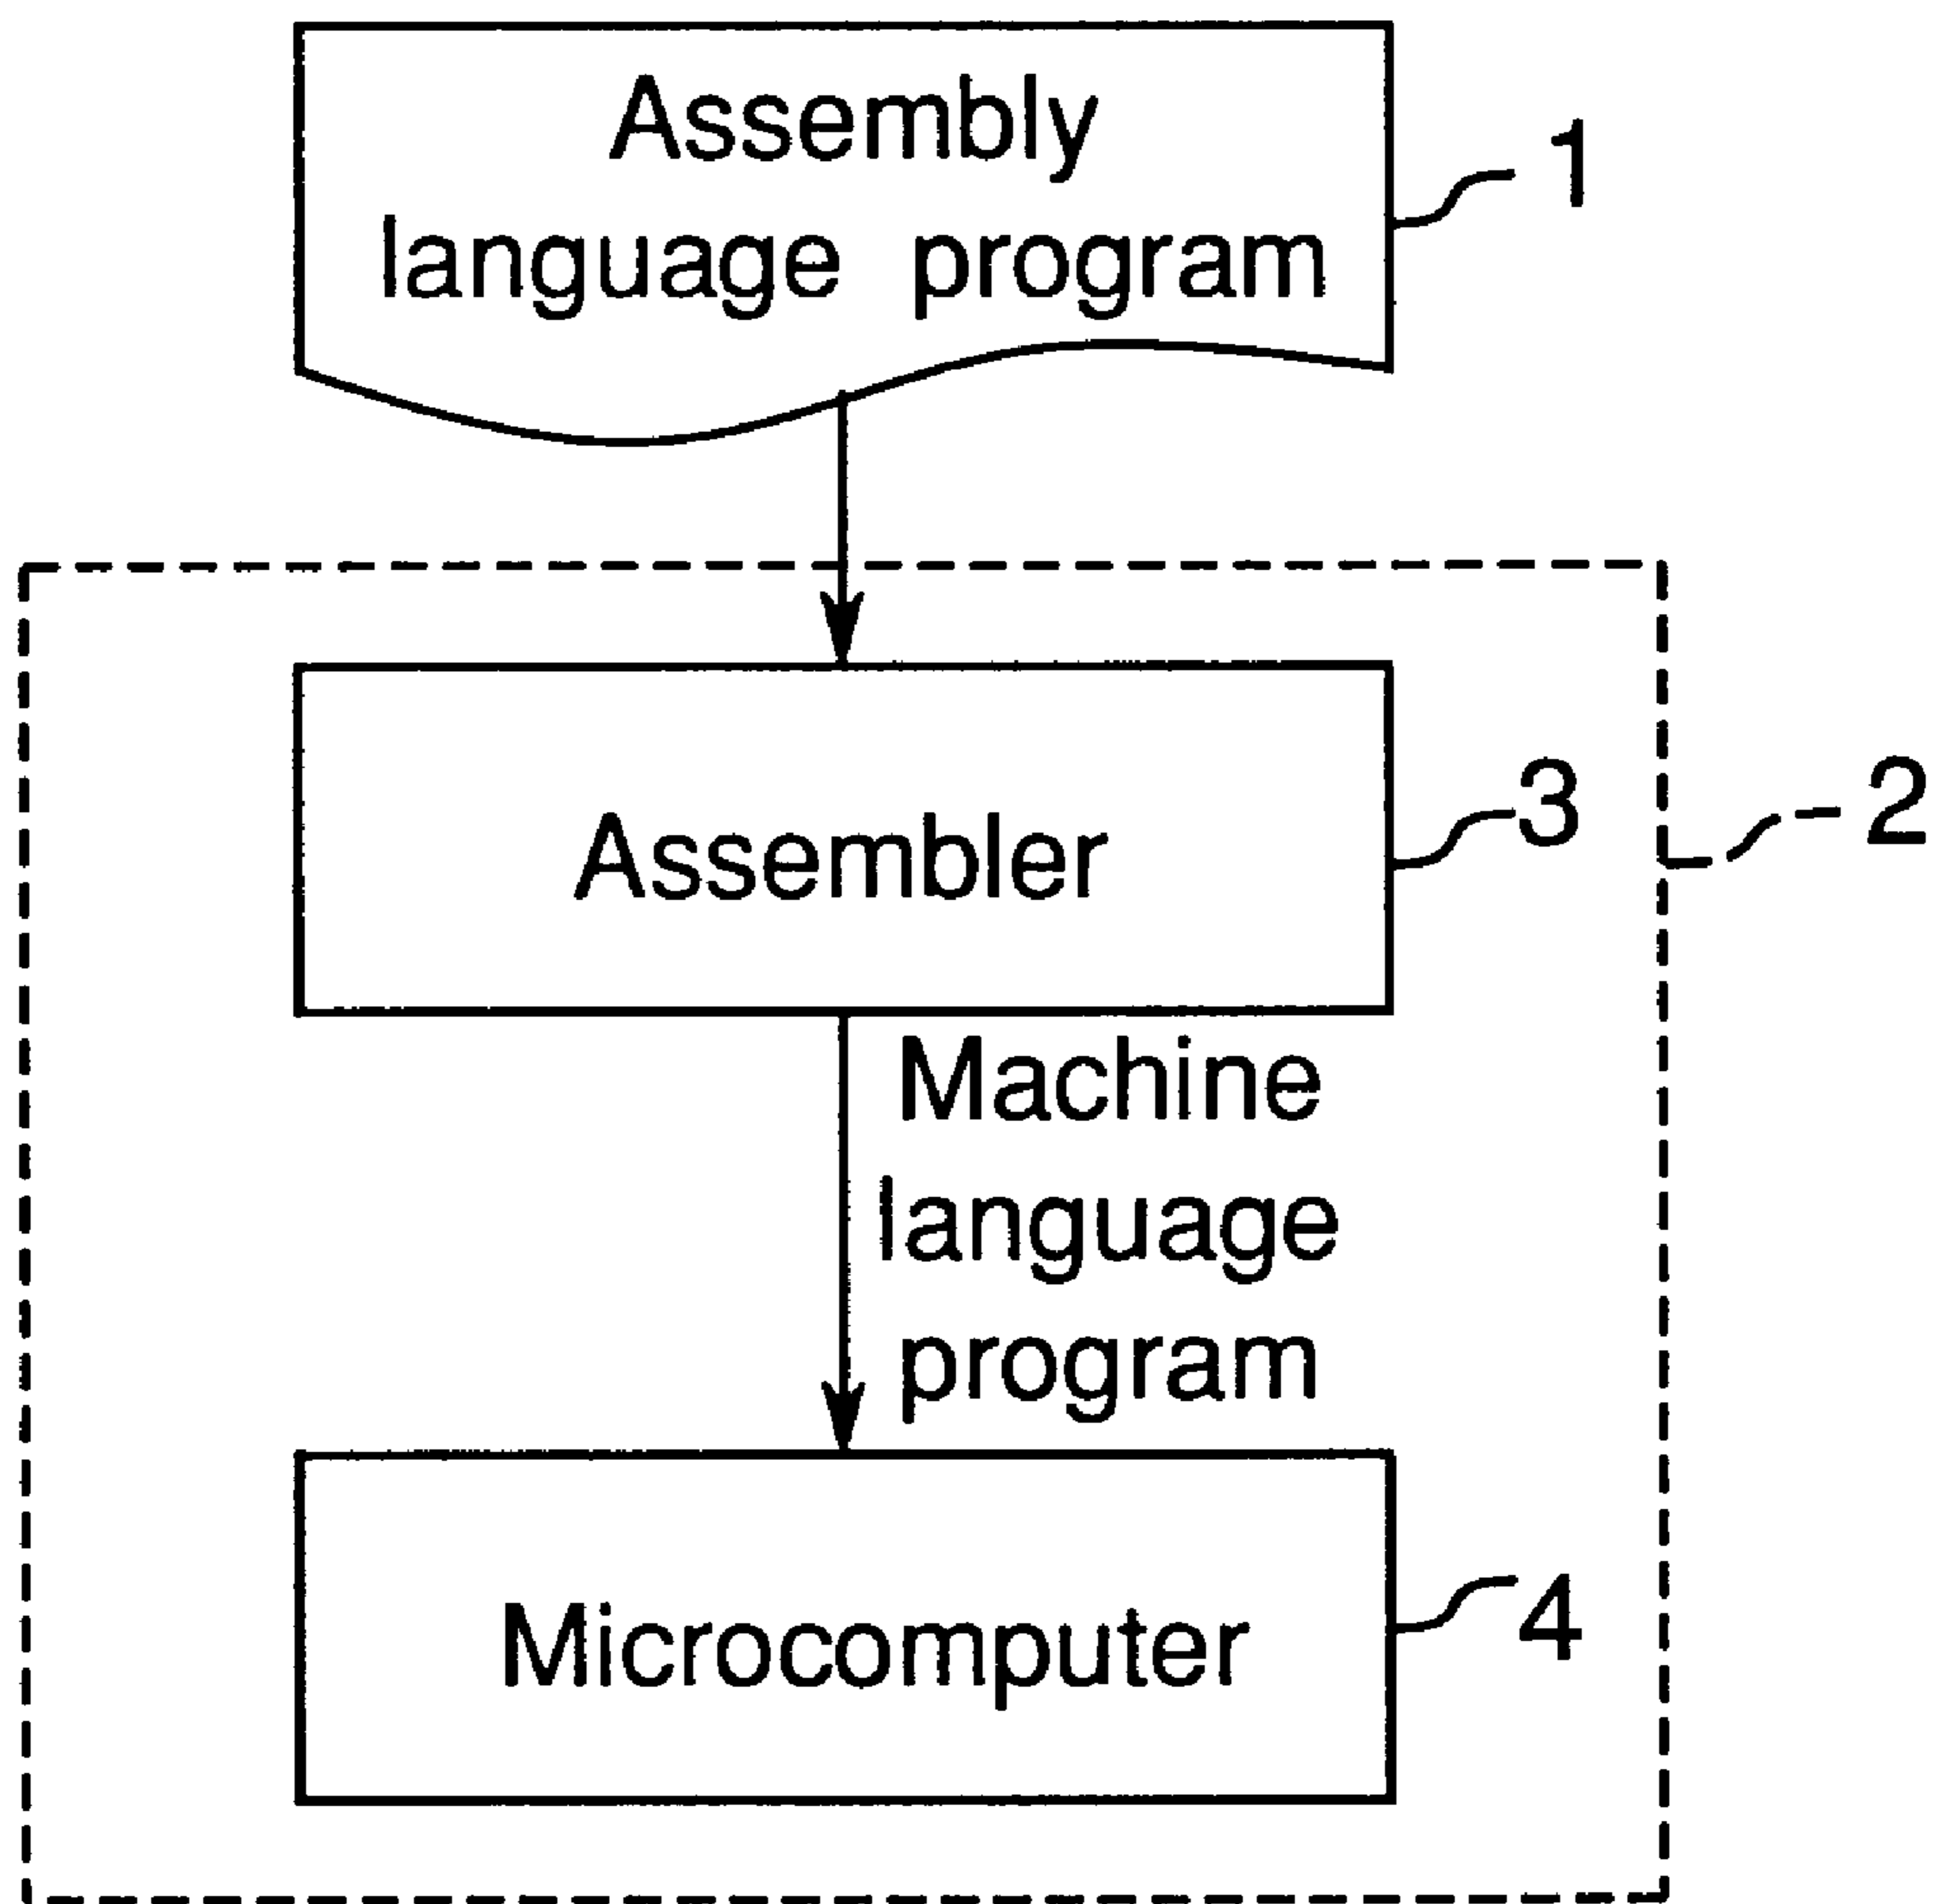 Assembly
language program
1
Assembler
3
2
Machine
language
program
Microcomputer
4